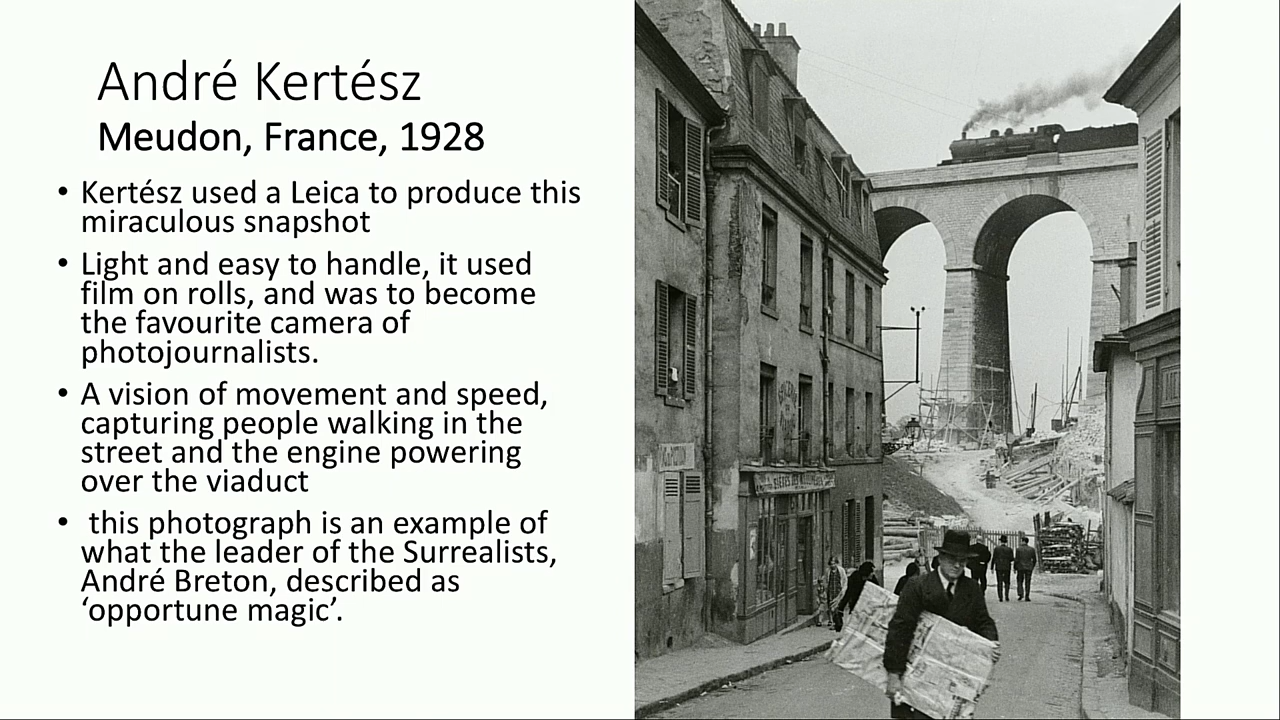 André Kertész
Meudon, France, 1928
• Kertész used a Leica to produce this
miraculous snapshot
• Light and easy to handle, it used
film on rolls, and was to become
the favourite camera of
photojournalists.
• A vision of movement and speed,
capturing people walking in the
street and the engine powering
over the viaduct
• this photograph is an example of
what the leader of the Surrealists,
André Breton, described as
‘opportune magic’.